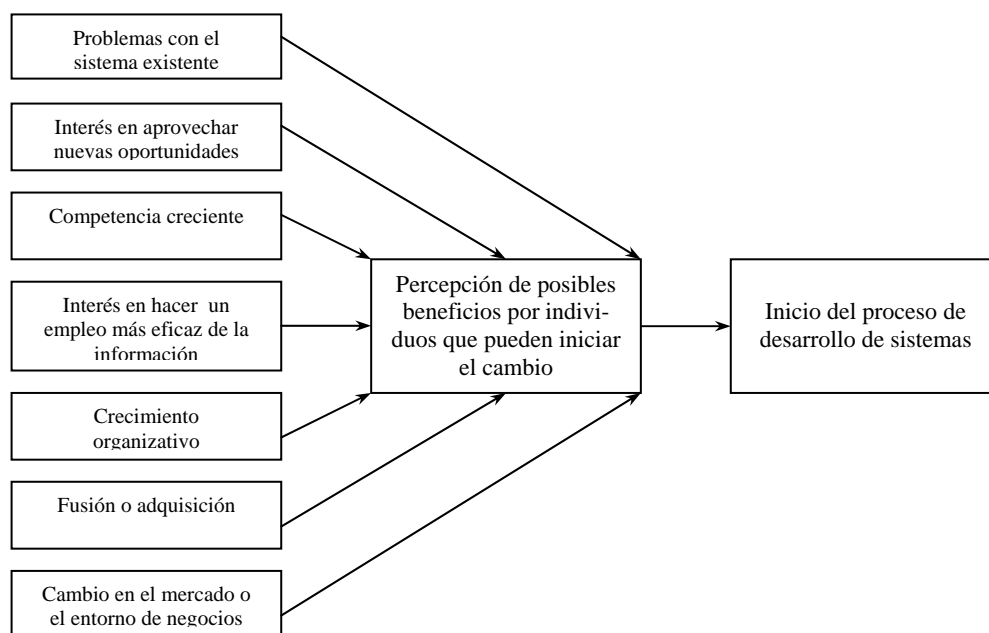 Problemas con el
sistema existente
Interés en aprovechar
nuevas oportunidades
Competencia creciente
Interés en hacer un
empleo más eficaz de la
información
Crecimiento
organizativo
Fusión o adquisición
Cambio en el mercado o
el entorno de negocios
Percepción de posibles
beneficios por indivi-
duos que pueden iniciar
el cambio
Inicio del proceso de
desarrollo de sistemas